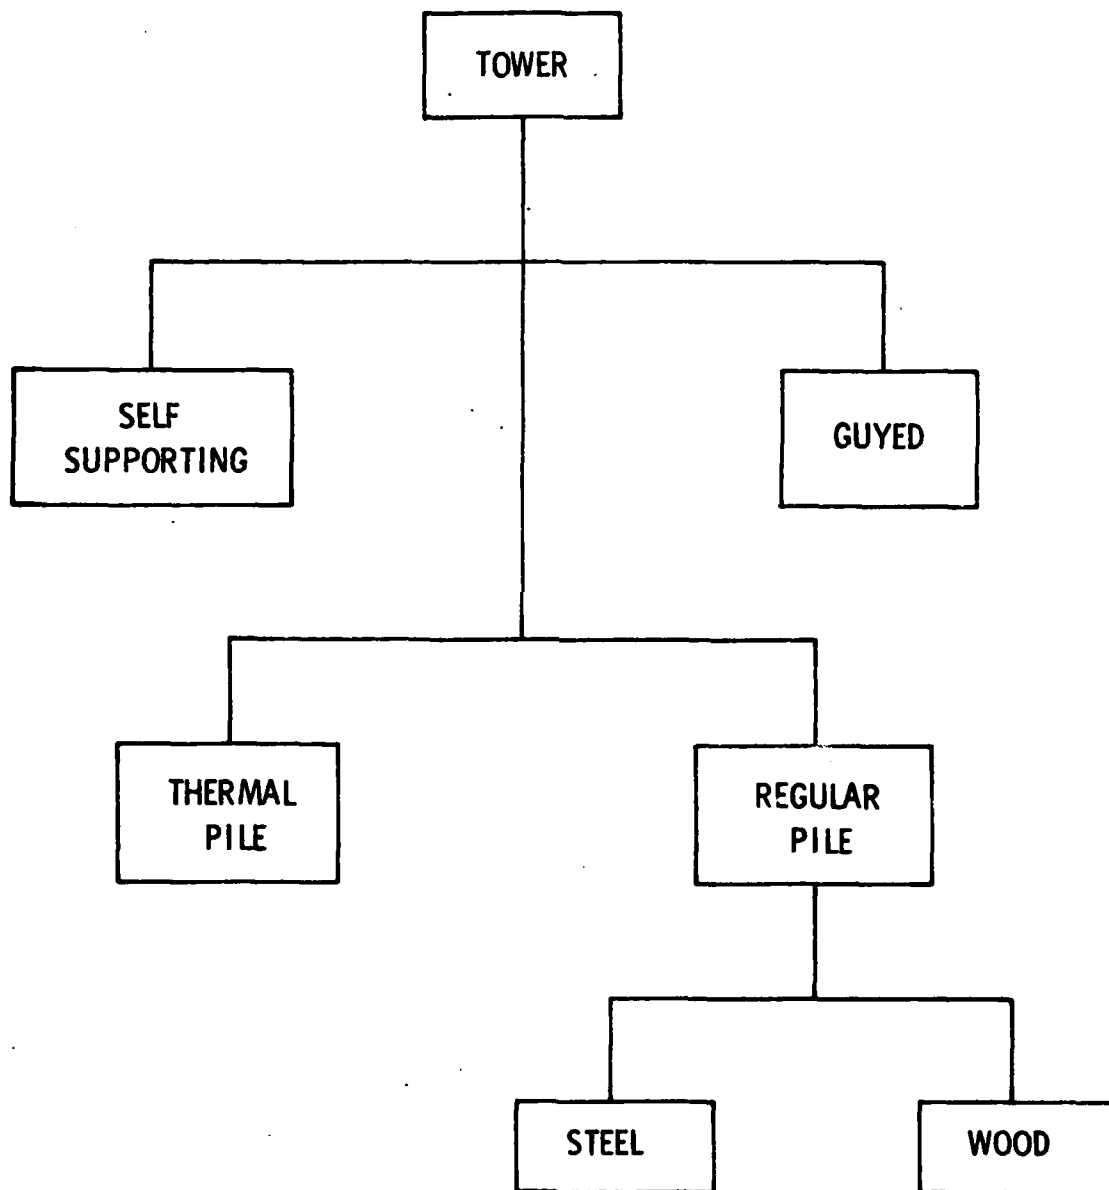 TOWER
SELF
SUPPORTING
GUYED
THERMAL
PILE
REGULAR
PILE
STEEL
WOOD